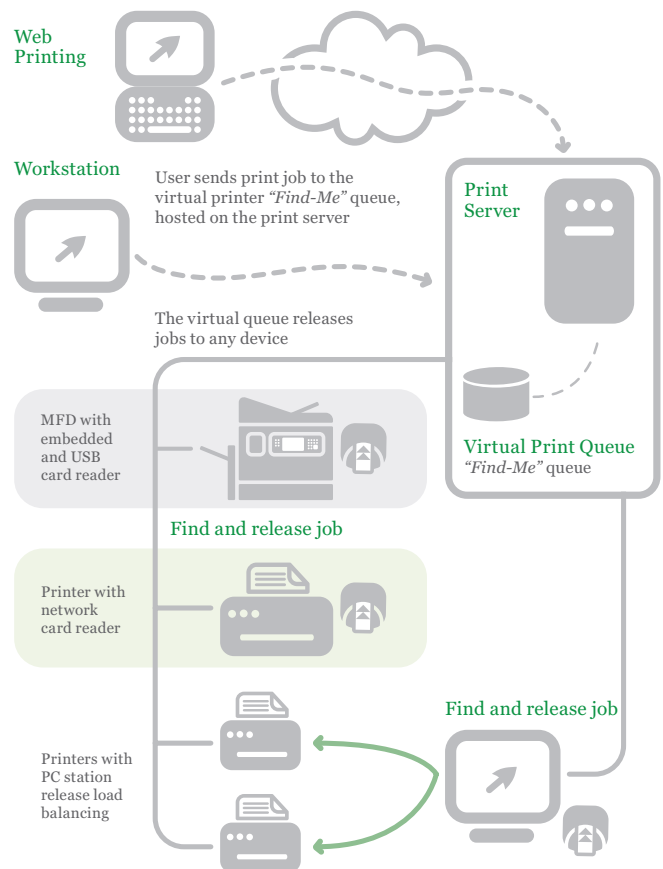 Web
Printing
Workstation
User sends print job to the
virtual printer “Find-Me” queue,
hosted on the print server
Print
Server
The virtual queue releases
jobs to any device
Virtual Print Queue
“Find-Me” queue
MFD with
embedded
and USB
card reader
Find and release job
Printer with
network
card reader
Find and release job
Printers with
PC station
release load
balancing